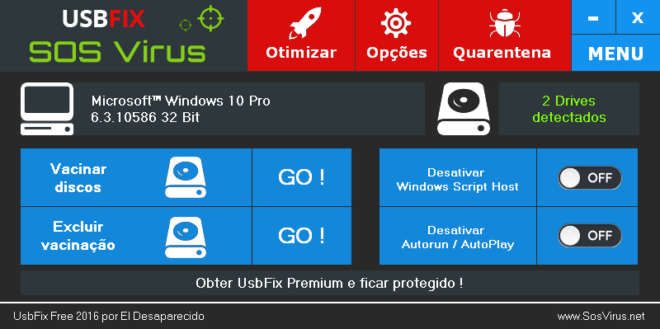 USBFIX
SOS Virus
Otimizar
Opções
Quarentena
- X
MENU
Microsoft™ Windows 10 Pro
6.3.10586 32 Bit
2 Drives
detectados
Vacinar
discos
GO !
Desativar
Windows Script Host
OFF
Excluir
vacinação
GO !
Desativar
Autorun / AutoPlay
OFF
Obter UsbFix Premium e ficar protegido !
UsbFix Free 2016 por El Desaparecido
www.SosVirus.net